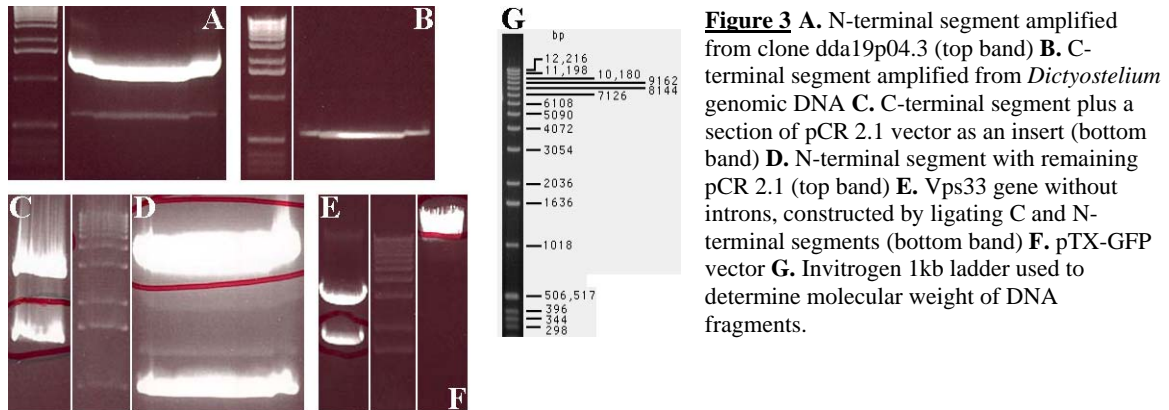 A
B
G
bp
12,216
11,198
10,180
9162
8144
7126
6108
5090
4072
3054
2036
1636
1018
506,517
396
344
298
C
D
E
F
Figure 3 A. N-terminal segment amplified
from clone dda19p04.3 (top band) B. C-
terminal segment amplified from Dictyostelium
genomic DNA C. C-terminal segment plus a
section of pCR 2.1 vector as an insert (bottom
band) D. N-terminal segment with remaining
pCR 2.1 (top band) E. Vps33 gene without
introns, constructed by ligating C and N-
terminal segments (bottom band) F. pTX-GFP
vector G. Invitrogen 1kb ladder used to
determine molecular weight of DNA
fragments.